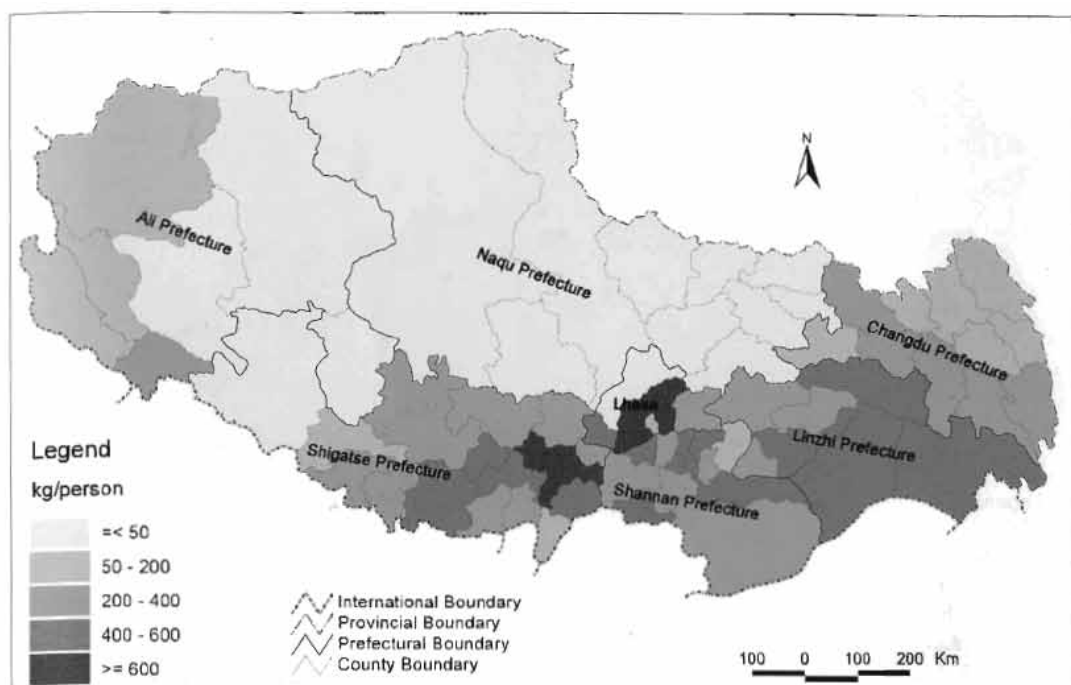 N
Ali Prefecture
Naqu Prefecture
Changdu Prefecture
Lhasa
Linzhi Prefecture
Shigatse Prefecture
Shannan Prefecture
Legend
kg/person
=< 50
50 - 200
200 - 400
400 - 600
>= 600
International Boundary
Provincial Boundary
Prefectural Boundary
County Boundary
100 0 100 200 Km